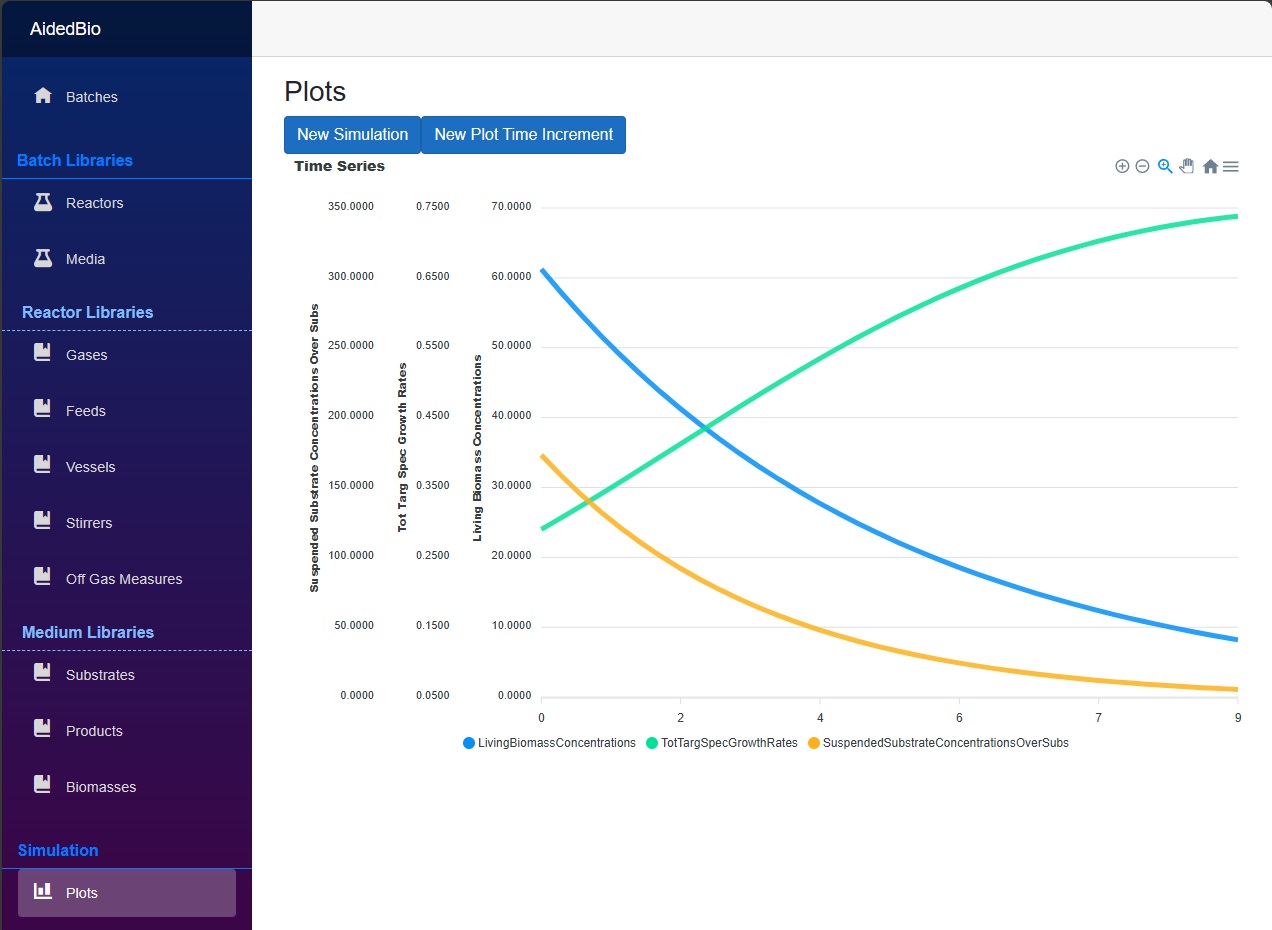 AidedBio
Batches
Batch Libraries
Reactors
Media
Reactor Libraries
Gases
Feeds
Vessels
Stirrers
Off Gas Measures
Medium Libraries
Substrates
Products
Biomasses
Simulation
Plots
Plots
New Simulation New Plot Time Increment
Time Series
Suspended Substrate Concentrations Over Subs
Tot Targ Spec Growth Rates
Living Biomass Concentrations
350.0000 0.7500 70.0000
300.0000 0.6500 60.0000
250.0000 0.5500 50.0000
200.0000 0.4500 40.0000
150.0000 0.3500 30.0000
100.0000 0.2500 20.0000
50.0000 0.1500 10.0000
0.0000 0.0500 0.0000
0 2 4 6 7 9
LivingBiomassConcentrations TotTargSpecGrowthRates SuspendedSubstrateConcentrationsOverSubs